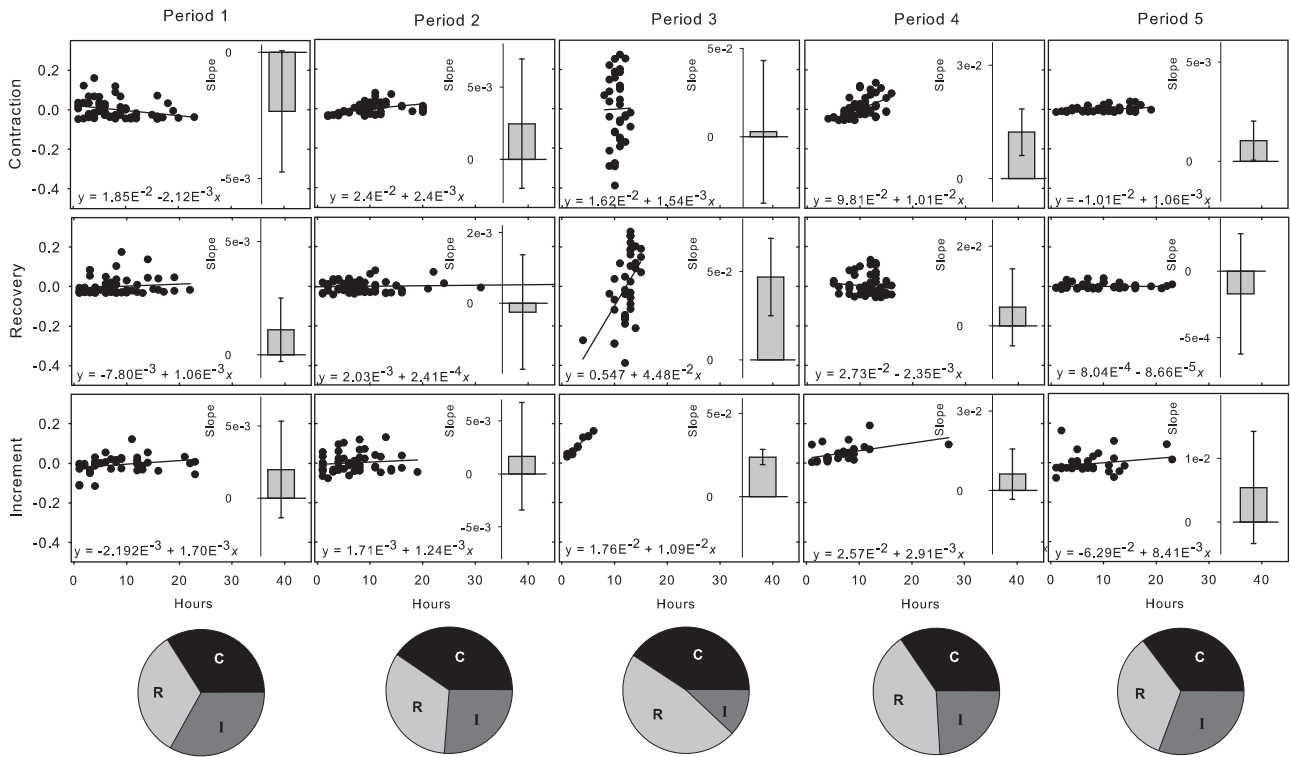 Period 1 Period 2 Period 3 Period 4 Period 5
Contraction
0.2
0.0
-0.2
-0.4
0 Slope -5e-3
y = 1.85E-2 -2.12E-3x
Slope 5e-3 0
y = 2.4E-2 + 2.4E-3x
Slope 5e-2 0
y = 1.62E-2 + 1.54E-3x
Slope 3e-2 0
y = 9.81E-2 + 1.01E-2x
Slope 5e-3 0
y = -1.01E-2 + 1.06E-3x
Recovery
0.2
0.0
-0.2
-0.4
Slope 5e-3 0
y = -7.80E-3 + 1.06E-3x
Slope 2e-3 0
y = 2.03E-3 + 2.41E-4x
Slope 5e-2 0
y = 0.547 + 4.48E-2x
Slope 2e-2 0
y = 2.73E-2 - 2.35E-3x
Slope 0 -5e-4
y = 8.04E-4 - 8.66E-5x
Increment
0.2
0.0
-0.2
-0.4
Slope 5e-3 0
y = -2.192E-3 + 1.70E-3x
Slope 5e-3 0 -5e-3
y = 1.71E-3 + 1.24E-3x
Slope 5e-2 0
y = 1.76E-2 + 1.09E-2x
Slope 3e-2 0
y = 2.57E-2 + 2.91E-3x
Slope 1e-2 0
y = -6.29E-2 + 8.41E-3x
0 10 20 30 40 0 10 20 30 40 0 10 20 30 40 0 10 20 30 40 0 10 20 30 40
Hours Hours Hours Hours Hours
C R I
C R I
C R I
C R I
C R I